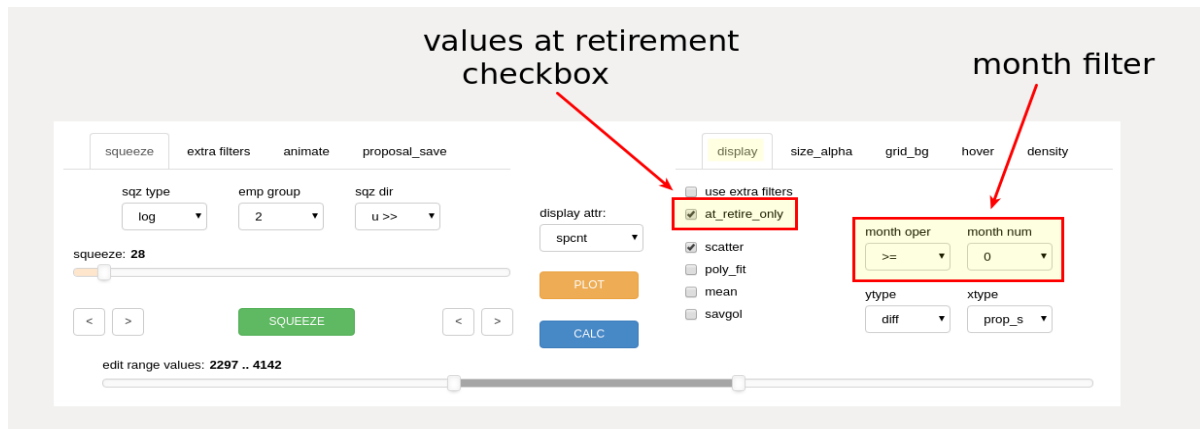 values at retirement
checkbox
month filter
squeeze extra filters animate proposal_save
display size_alpha grid_bg hover density
sqz type emp group sqz dir
log 2 u >>
squeeze: 28
< > SQUEEZE < >
edit range values: 2297 .. 4142
display attr:
spcnt
PLOT
CALC
use extra filters
at_retire_only
scatter
poly_fit
mean
savgol
month oper month num
>= 0
ytype xtype
diff prop_s